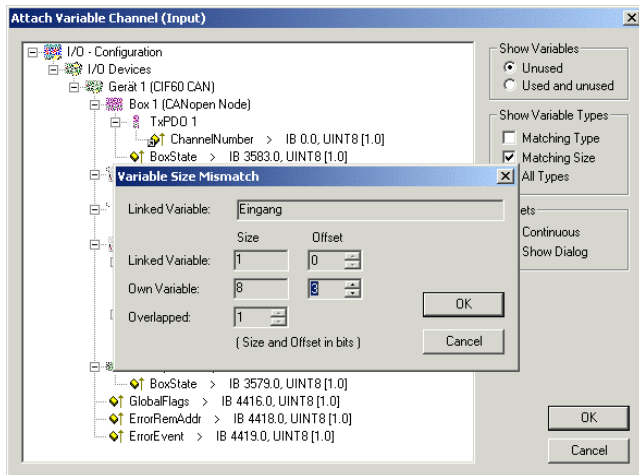 Attach Variable Channel (Input)
I/O - Configuration
I/O Devices
Gerät 1 (CIF60 CAN)
Box 1 (CANopen Node)
TxPDO 1
ChannelNumber > IB 0.0, UINT8 [1.0]
BoxState > IB 3583.0, UINT8 [1.0]
Show Variables
Unused
Used and unused
Show Variable Types
Matching Type
Matching Size
All Types
ets
Continuous
Show Dialog
Variable Size Mismatch
Linked Variable: Eingang
Size Offset
Linked Variable: 1 0
Own Variable: 8 3
Overlapped: 1
( Size and Offset in bits )
OK
Cancel
BoxState > IB 3579.0, UINT8 [1.0]
GlobalFlags > IB 4416.0, UINT8 [1.0]
ErrorRemAddr > IB 4418.0, UINT8 [1.0]
ErrorEvent > IB 4419.0, UINT8 [1.0]
OK
Cancel